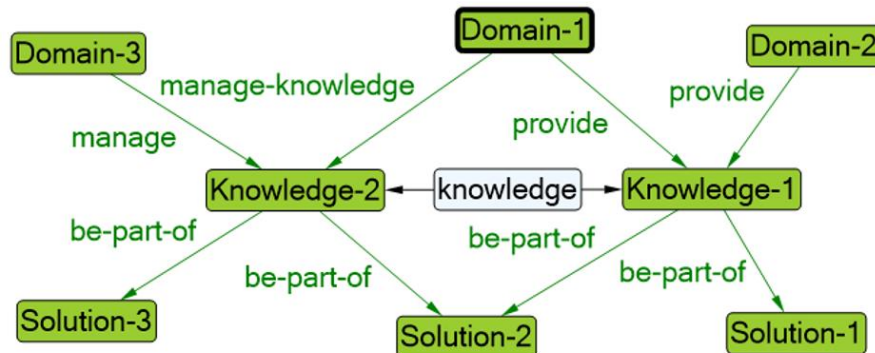 Domain-1
Domain-3
Domain-2
manage-knowledge
provide
provide
manage
Knowledge-2
knowledge
Knowledge-1
be-part-of
be-part-of
be-part-of
be-part-of
Solution-3
Solution-2
Solution-1